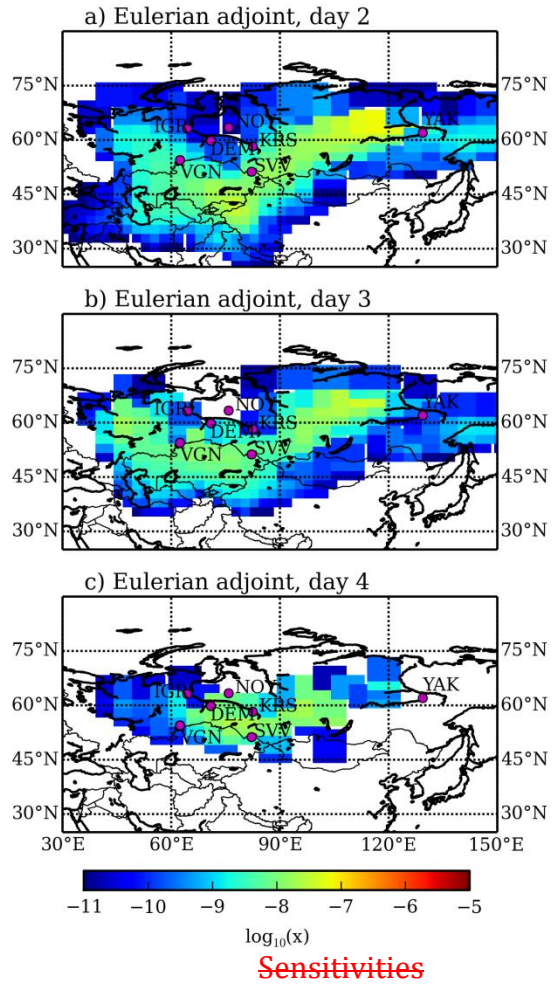 a) Eulerian adjoint, day 2
75°N 75°N
IGR NOY YAK
60°N DEM KRS 60°N
VGN SVV
45°N 45°N
30°N 30°N
b) Eulerian adjoint, day 3
75°N 75°N
IGR NOY YAK
60°N DEM KRS 60°N
VGN SVV
45°N 45°N
30°N 30°N
c) Eulerian adjoint, day 4
75°N 75°N
IGR NOY YAK
60°N DEM KRS 60°N
VGN SVV
45°N 45°N
30°N 30°N
30°E 60°E 90°E 120°E 150°E
−11 −10 −9 −8 −7 −6 −5
log₁₀(x)
Sensitivities